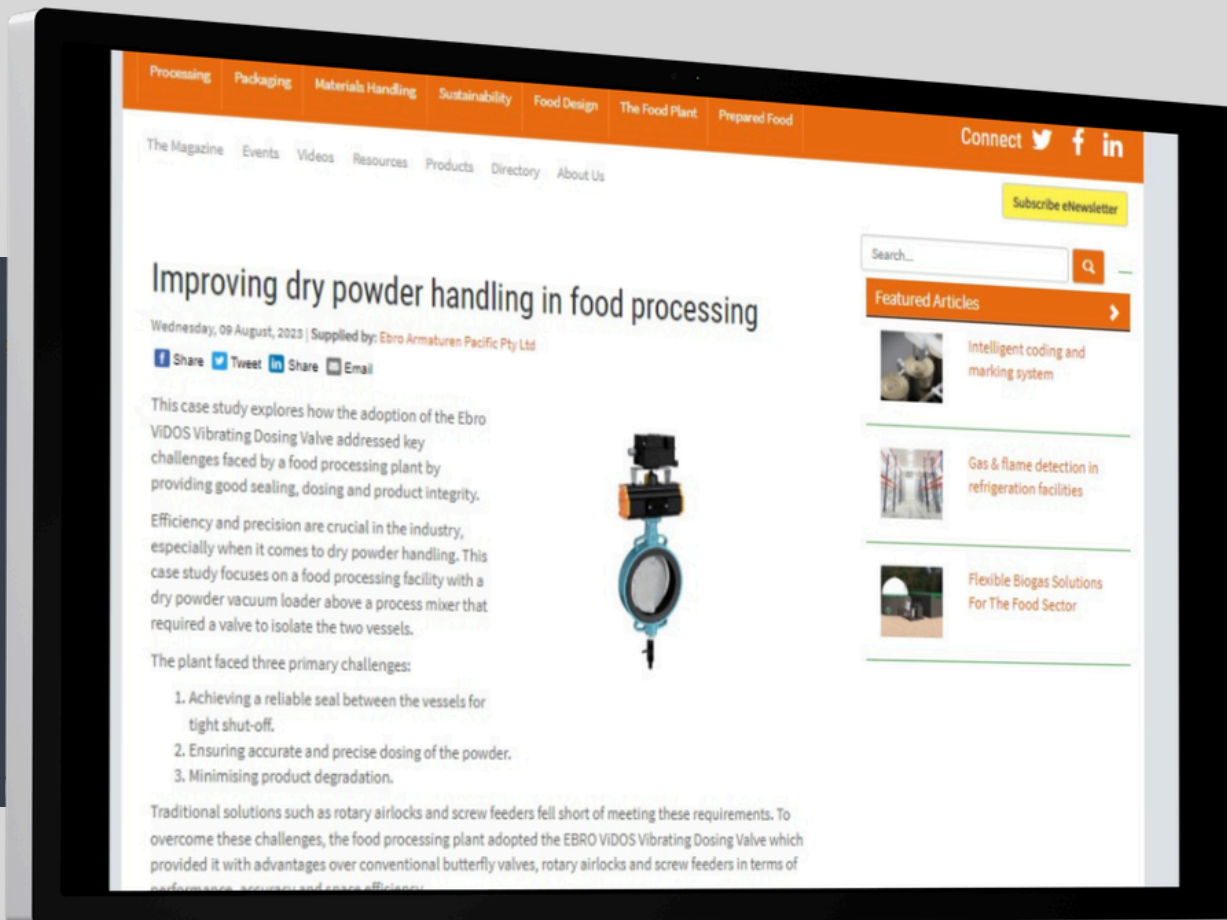 Processing Packaging Materials Handling Sustainability Food Design The Food Plant Prepared Food
Connect
The Magazine Events Videos Resources Products Directory About Us
Subscribe eNewsletter
Search...
Improving dry powder handling in food processing
Wednesday, 09 August, 2023 | Supplied by: Ebro Armaturen Pacific Pty Ltd
Share Tweet Share Email
This case study explores how the adoption of the Ebro
ViDOS Vibrating Dosing Valve addressed key
challenges faced by a food processing plant by
providing good sealing, dosing and product integrity.
Efficiency and precision are crucial in the industry,
especially when it comes to dry powder handling. This
case study focuses on a food processing facility with a
dry powder vacuum loader above a process mixer that
required a valve to isolate the two vessels.
The plant faced three primary challenges:
1. Achieving a reliable seal between the vessels for
tight shut-off.
2. Ensuring accurate and precise dosing of the powder.
3. Minimising product degradation.
Traditional solutions such as rotary airlocks and screw feeders fell short of meeting these requirements. To
overcome these challenges, the food processing plant adopted the EBRO ViDOS Vibrating Dosing Valve which
provided it with advantages over conventional butterfly valves, rotary airlocks and screw feeders in terms of
performance, accuracy and space efficiency.
Featured Articles
Intelligent coding and
marking system
Gas & flame detection in
refrigeration facilities
Flexible Biogas Solutions
For The Food Sector